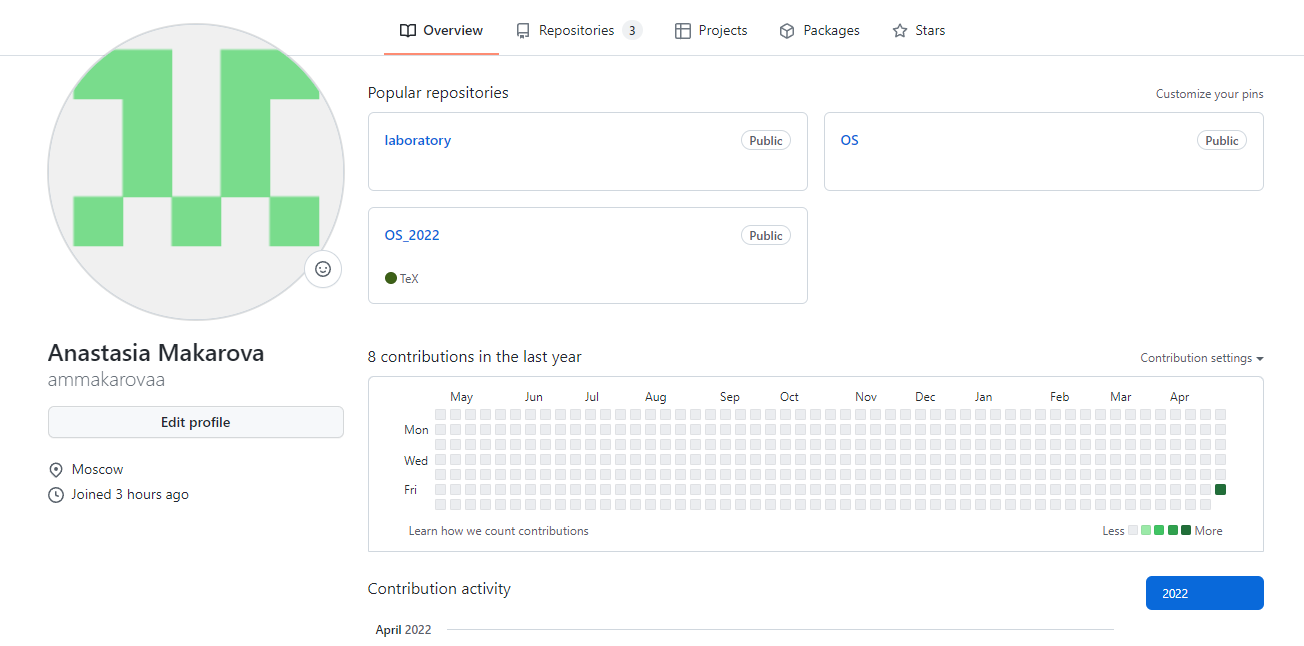 Overview Repositories 3 Projects Packages Stars
Popular repositories Customize your pins
laboratory Public
OS Public
OS_2022 Public
TeX
Anastasia Makarova
ammakarovaa
Edit profile
Moscow
Joined 3 hours ago
8 contributions in the last year Contribution settings
May Jun Jul Aug Sep Oct Nov Dec Jan Feb Mar Apr
Mon
Wed
Fri
Learn how we count contributions Less More
Contribution activity 2022
April 2022